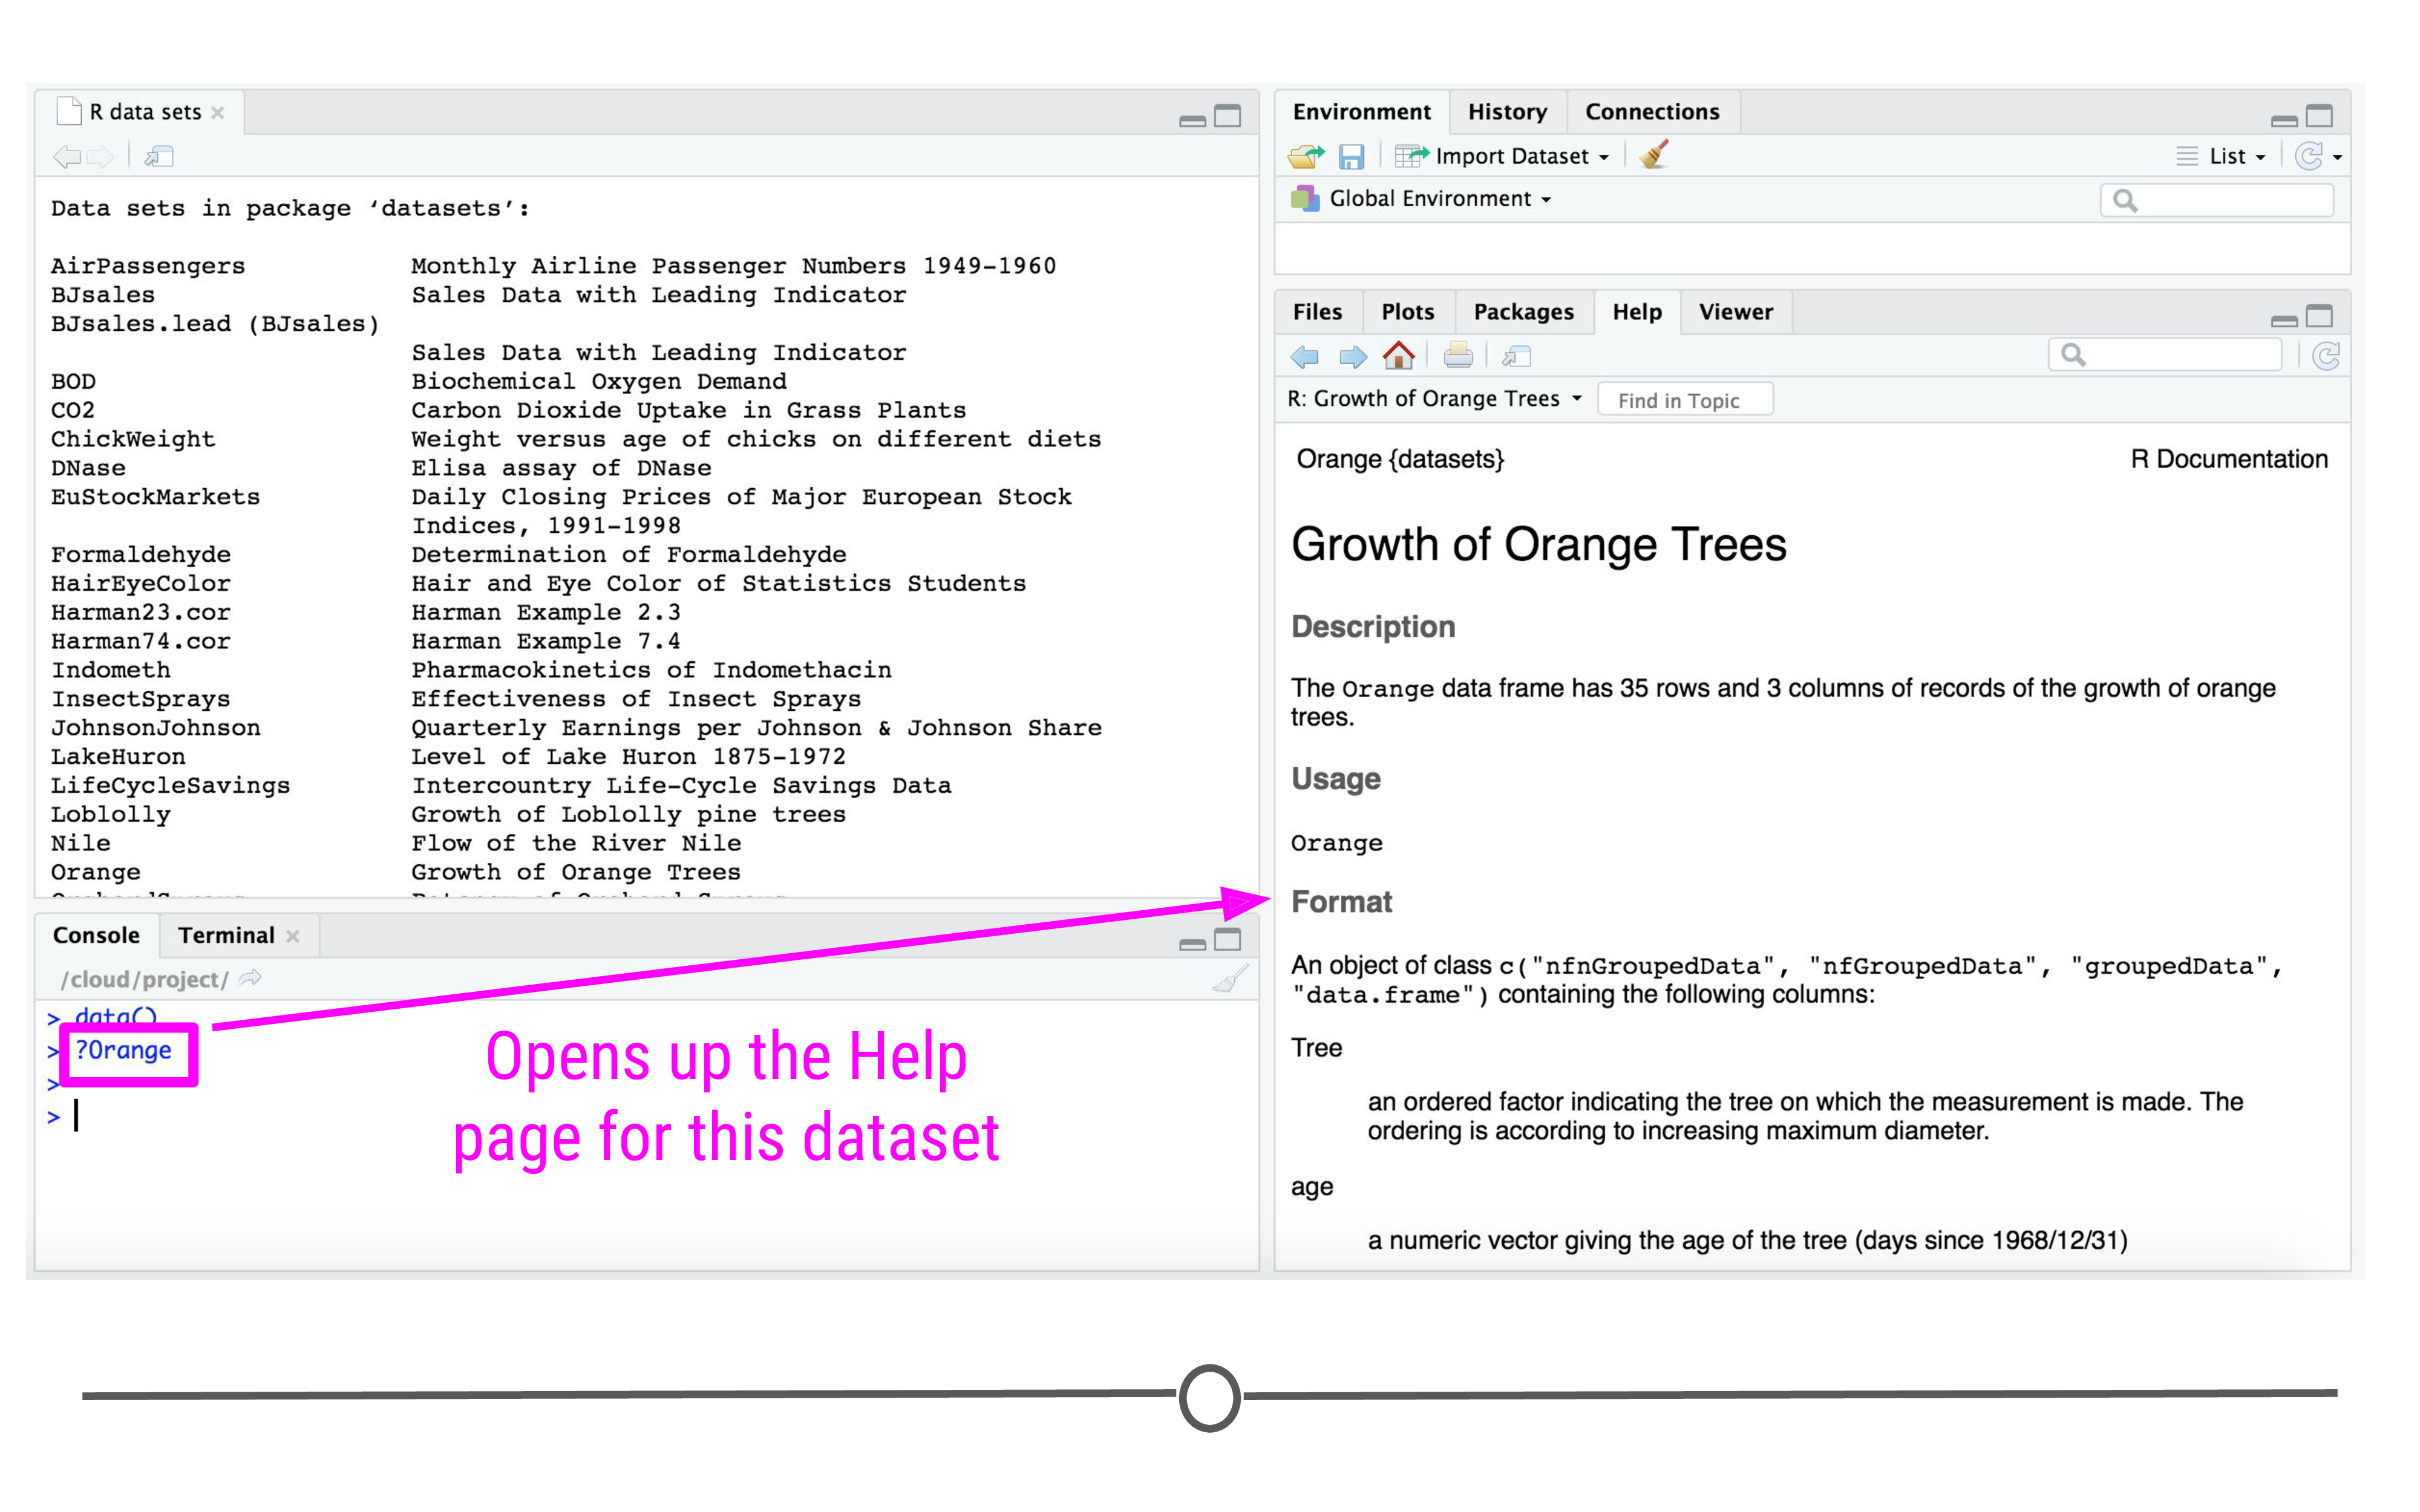 R data sets
Data sets in package ‘datasets’:
AirPassengers Monthly Airline Passenger Numbers 1949-1960
BJsales Sales Data with Leading Indicator
BJsales.lead (BJsales)
Sales Data with Leading Indicator
BOD Biochemical Oxygen Demand
CO2 Carbon Dioxide Uptake in Grass Plants
ChickWeight Weight versus age of chicks on different diets
DNase Elisa assay of DNase
EuStockMarkets Daily Closing Prices of Major European Stock
Indices, 1991-1998
Formaldehyde Determination of Formaldehyde
HairEyeColor Hair and Eye Color of Statistics Students
Harman23.cor Harman Example 2.3
Harman74.cor Harman Example 7.4
Indometh Pharmacokinetics of Indomethacin
InsectSprays Effectiveness of Insect Sprays
JohnsonJohnson Quarterly Earnings per Johnson & Johnson Share
LakeHuron Level of Lake Huron 1875-1972
LifeCycleSavings Intercountry Life-Cycle Savings Data
Loblolly Growth of Loblolly pine trees
Nile Flow of the River Nile
Orange Growth of Orange Trees
Console Terminal
/cloud/project/
> data()
> ?Orange
>
>
Opens up the Help
page for this dataset
Environment History Connections
Import Dataset List
Global Environment
Files Plots Packages Help Viewer
R: Growth of Orange Trees Find in Topic
Orange {datasets} R Documentation
Growth of Orange Trees
Description
The Orange data frame has 35 rows and 3 columns of records of the growth of orange
trees.
Usage
Orange
Format
An object of class c("nfnGroupedData", "nfGroupedData", "groupedData",
"data.frame") containing the following columns:
Tree
an ordered factor indicating the tree on which the measurement is made. The
ordering is according to increasing maximum diameter.
age
a numeric vector giving the age of the tree (days since 1968/12/31)